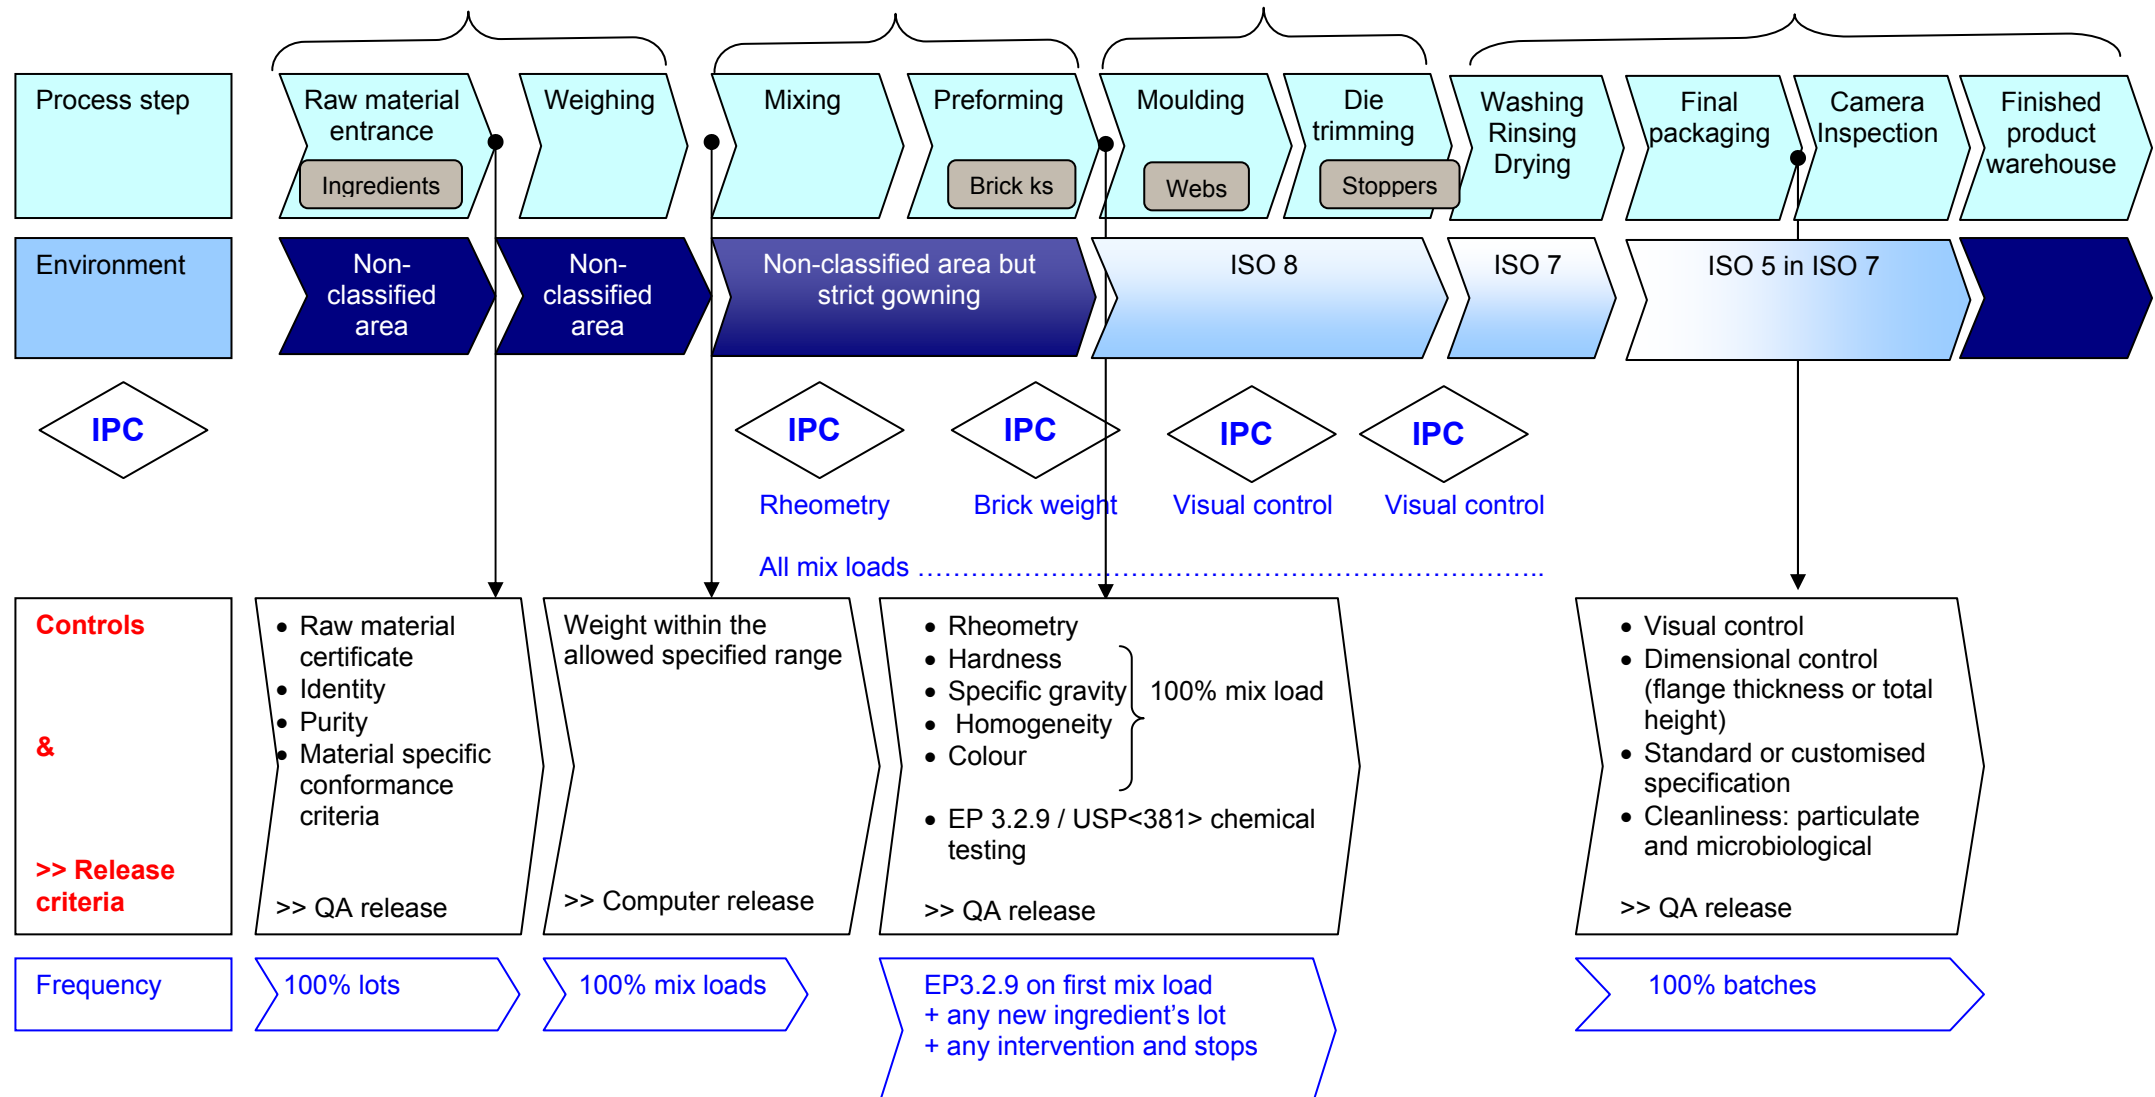 Process step
Raw material
entrance
Ingredients
Weighing
Mixing
Preforming
Brick ks
Moulding
Webs
Die
trimming
Stoppers
Washing
Rinsing
Drying
Final
packaging
Camera
Inspection
Finished
product
warehouse
Environment
Non-
classified
area
Non-
classified
area
Non-classified area but
strict gowning
ISO 8
ISO 7
ISO 5 in ISO 7
IPC
IPC
IPC
IPC
IPC
Rheometry
Brick weight
Visual control
Visual control
All mix loads ………………………………………………………………..
Controls
&
>> Release
criteria
• Raw material
certificate
• Identity
• Purity
• Material specific
conformance
criteria
>> QA release
Weight within the
allowed specified range
>> Computer release
• Rheometry
• Hardness
• Specific gravity
• Homogeneity
• Colour
100% mix load
• EP 3.2.9 / USP<381> chemical
testing
>> QA release
• Visual control
• Dimensional control
(flange thickness or total
height)
• Standard or customised
specification
• Cleanliness: particulate
and microbiological
>> QA release
Frequency
100% lots
100% mix loads
EP3.2.9 on first mix load
+ any new ingredient's lot
+ any intervention and stops
100% batches